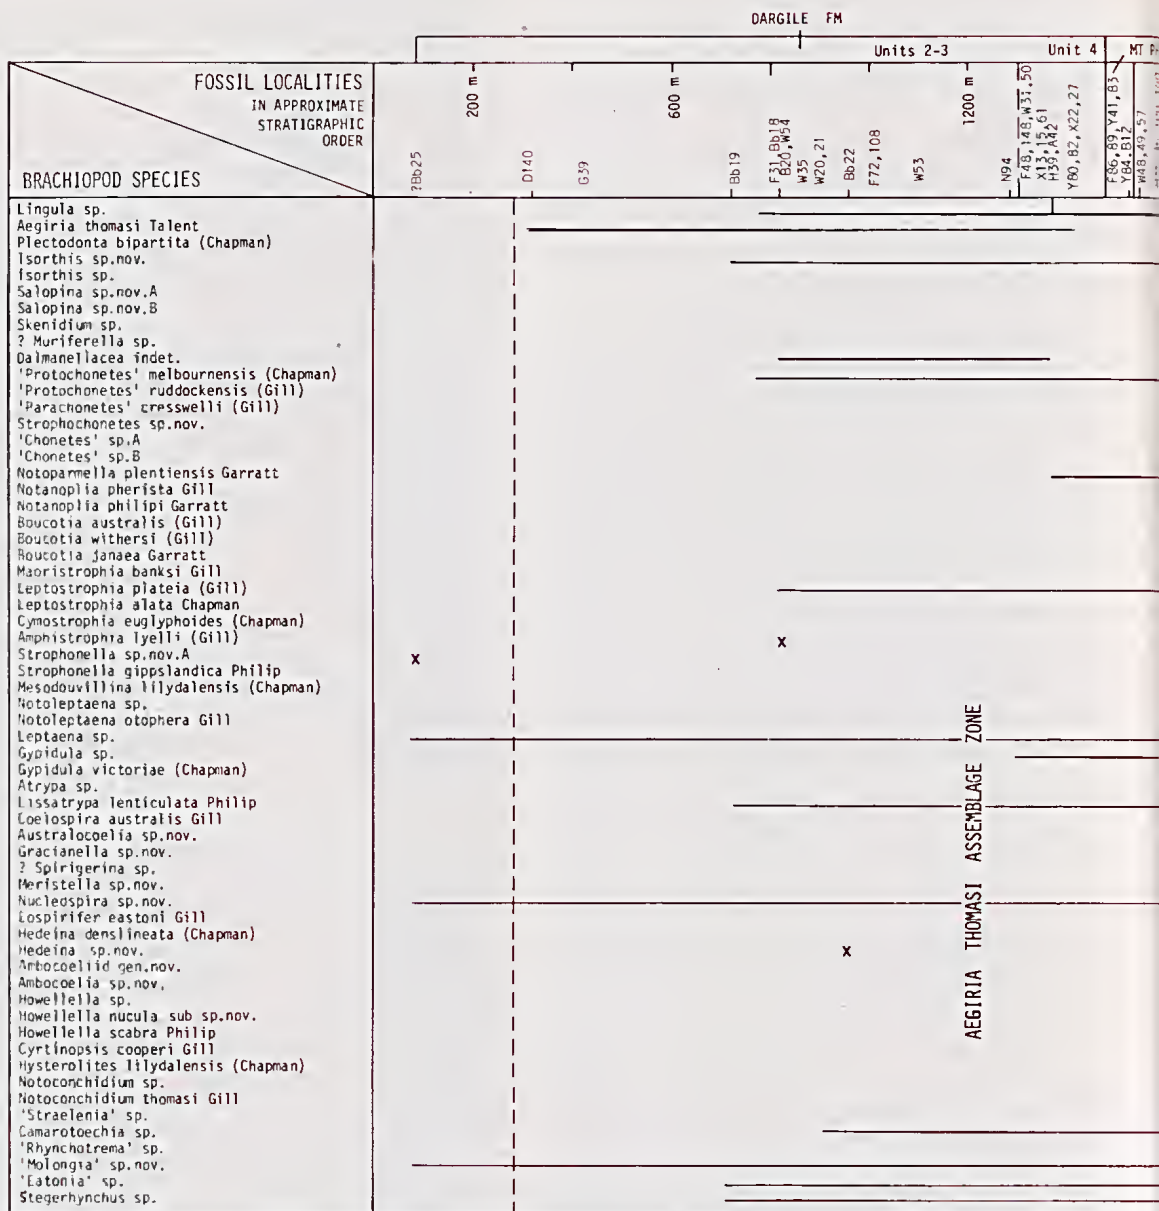 DARGILE FM
Units 2-3
Unit 4
MT
FOSSIL LOCALITIES
IN APPROXIMATE
STRATIGRAPHIC
ORDER
BRACHIOPOD SPECIES
200 m
600 m
1200 m
?Bb25
D140
G39
Bb19
F31,Bb18
B20,W54
W35
W20,21
Bb22
F72,108
W53
N94
F48,148,W37,50
X13,15,61
H39,A42
Y80,82,X22,27
F86,89,Y41,B3
Y84,B12
W48,49,57
Lingula sp.
Aegiria thomasi Talent
Plectodonta bipartita (Chapman)
Isorthis sp.nov.
Isorthis sp.
Salopina sp.nov.A
Salopina sp.nov.B
Skenidium sp.
? Muriferella sp.
Dalmanellacea indet.
'Protochonetes' melbournensis (Chapman)
'Protochonetes' ruddockensis (Gill)
'Parachonetes' cresswelli (Gill)
Strophochonetes sp.nov.
'Chonetes' sp.A
'Chonetes' sp.B
Notoparmella plentiensis Garratt
Notanoplia pherista Gill
Notanoplia philipi Garratt
Boucotia australis (Gill)
Boucotia withersi (Gill)
Boucotia janaea Garratt
Maoristrophia banksi Gill
Leptostrophia plateia (Gill)
Leptostrophia alata Chapman
Cymostrophia euglyphoides (Chapman)
Amphistrophia lyelli (Gill)
x
Strophonella sp.nov.A
x
Strophonella gippslandica Philip
Mesodouvillina lilydalensis (Chapman)
Notoleptaena sp.
Notoleptaena otophera Gill
Leptaena sp.
Gypidula sp.
Gypidula victoriae (Chapman)
Atrypa sp.
Lissatrypa lenticulata Philip
Coelospira australis Gill
Australocoelia sp.nov.
Gracianella sp.nov.
? Spirigerina sp.
Meristella sp.nov.
Nucleospira sp.nov.
Eospirifer eastoni Gill
Hedeina denslineata (Chapman)
Hedeina sp.nov.
x
Ambocoeliid gen.nov.
Ambocoelia sp.nov.
Howellella sp.
Howellella nucula sub sp.nov.
Howellella scabra Philip
Cyrtinopsis cooperi Gill
Hysterolites lilydalensis (Chapman)
Notoconchidium sp.
Notoconchidium thomasi Gill
'Straelenia' sp.
Camarotoechia sp.
'Rhynchotrema' sp.
'Molongia' sp.nov.
'Eatonia' sp.
Stegerhynchus sp.
AEGIRIA THOMASI ASSEMBLAGE ZONE